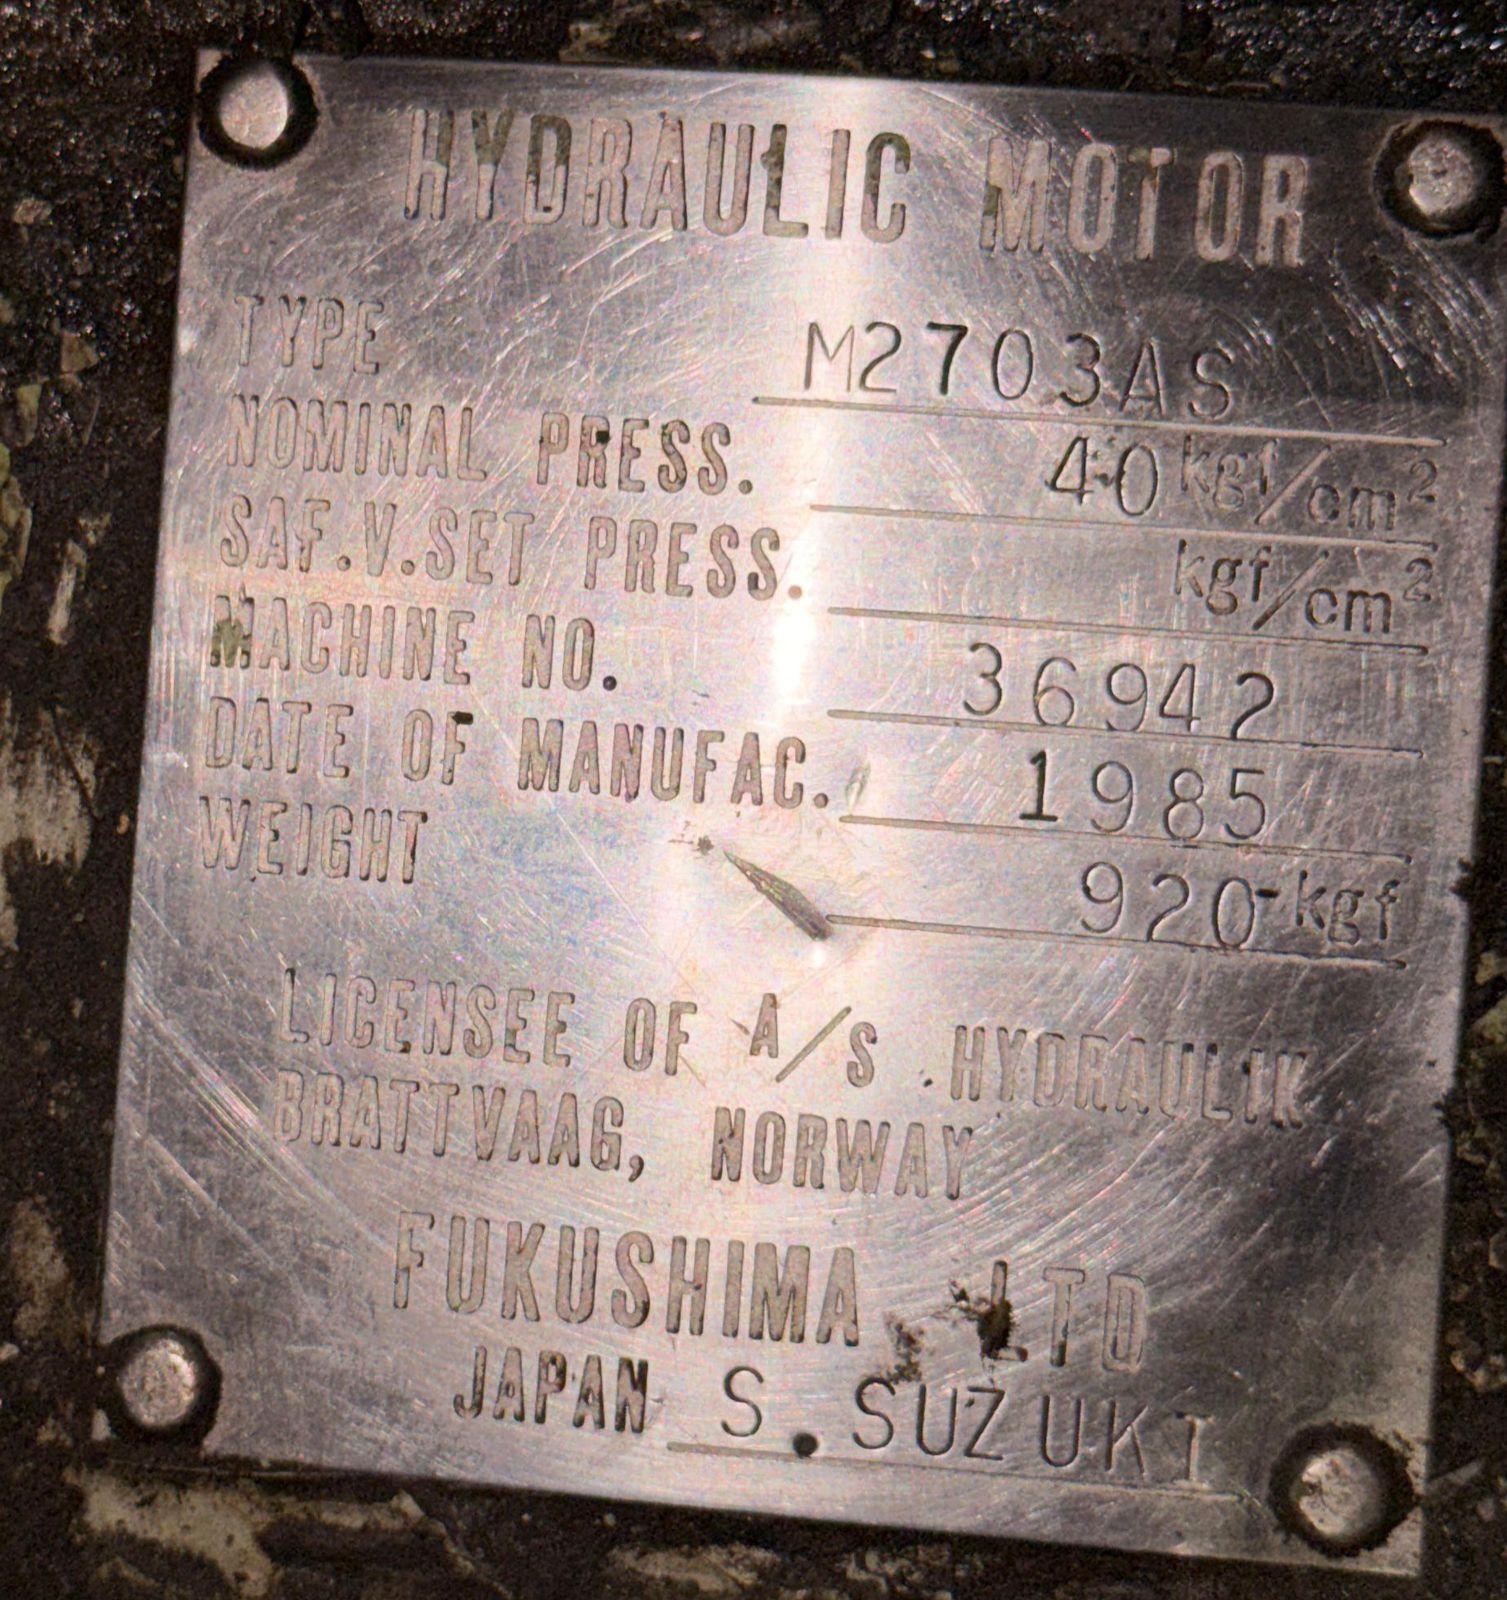 HYDRAULIC MOTOR
TYPE M2703AS
NOMINAL PRESS. 40 kgf/cm²
SAF.V.SET PRESS. kgf/cm²
MACHINE NO. 36942
DATE OF MANUFAC. 1985
WEIGHT 920 kgf
LICENSEE OF A/S HYDRAULIK
BRATTVAAG, NORWAY
FUKUSHIMA LTD
JAPAN S.SUZUKI